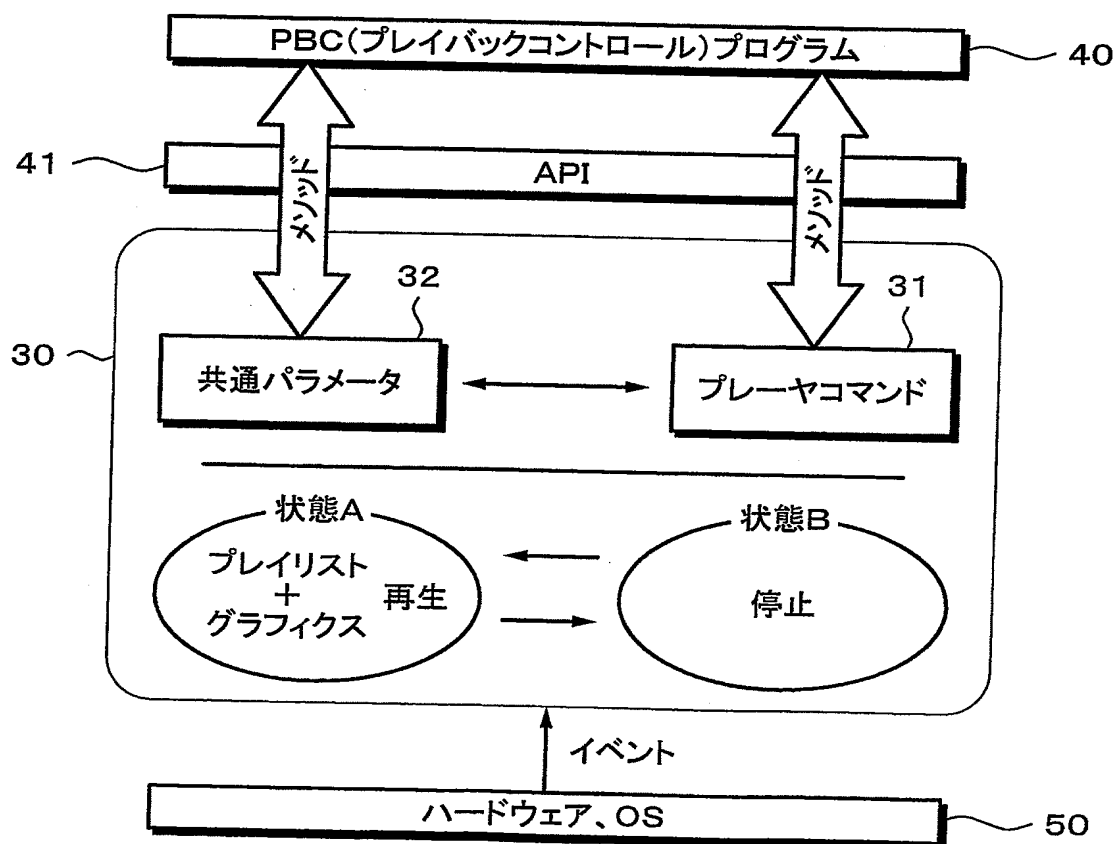 PBC(プレイバックコントロール)プログラム
40
41
API
メソッド
メソッド
32
31
30
共通パラメータ
プレーヤコマンド
状態A
状態B
プレイリスト
+
グラフィクス
再生
停止
イベント
ハードウェア、OS
50